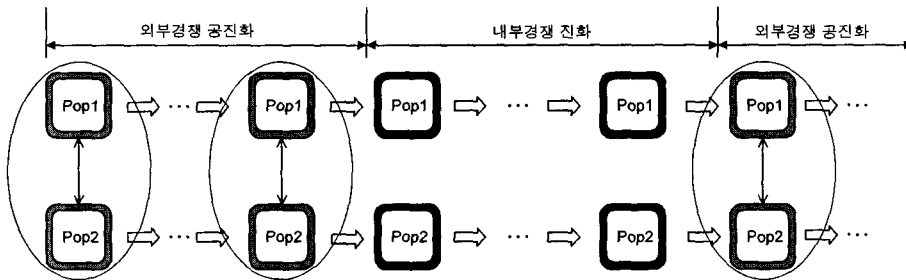 외부경쟁 공진화 내부경쟁 진화 외부경쟁 공진화
Pop1 ··· Pop1 Pop1 ··· Pop1 Pop1 ···
Pop2 ··· Pop2 Pop2 ··· Pop2 Pop2 ···